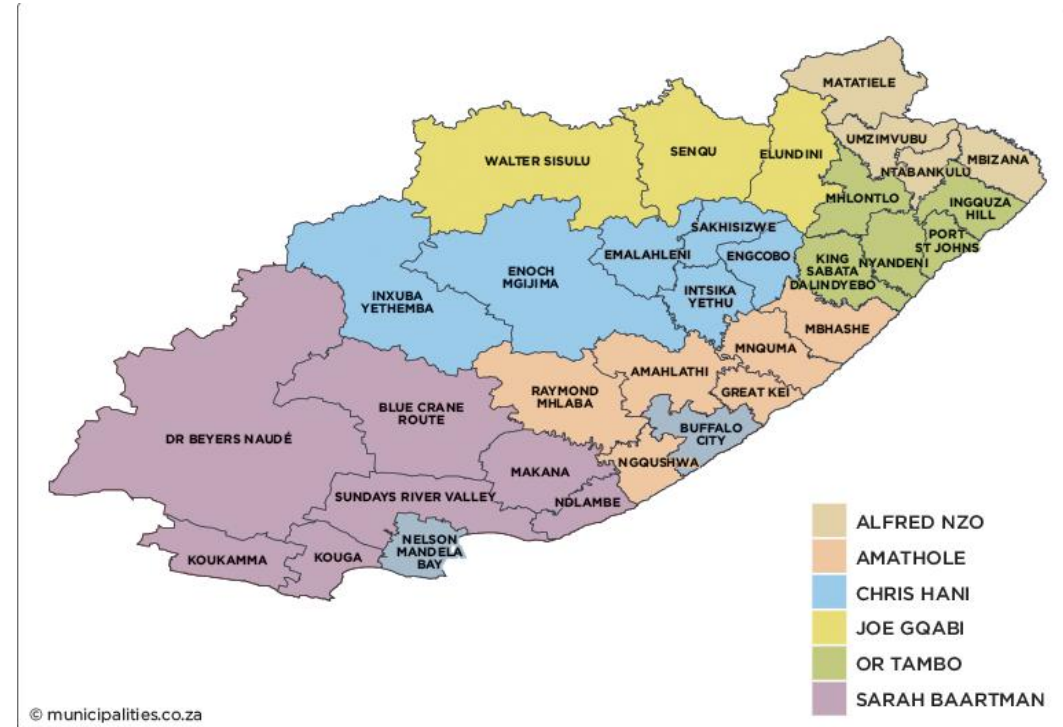 MATATIELE
UMZIMVUBU
NTABANKULU
MBIZANA
WALTER SISULU
SENQU
ELUNDINI
MHLONTLO
INGQUZA
HILL
PORT
ST JOHNS
NYANDENI
KING
SABATA
DALINDYEBO
SAKHISIZWE
EMALAHLENI
ENGCOBO
INTSIKA
YETHU
ENOCH
MGIJIMA
INXUBA
YETHEMBA
MBHASHE
MNQUMA
AMAHLATHI
GREAT KEI
RAYMOND
MHLABA
BUFFALO
CITY
NGQUSHWA
BLUE CRANE
ROUTE
DR BEYERS NAUDÉ
MAKANA
NDLAMBE
SUNDAYS RIVER VALLEY
NELSON
MANDELA
BAY
KOUKAMMA
KOUGA
ALFRED NZO
AMATHOLE
CHRIS HANI
JOE GQABI
OR TAMBO
SARAH BAARTMAN
© municipalities.co.za